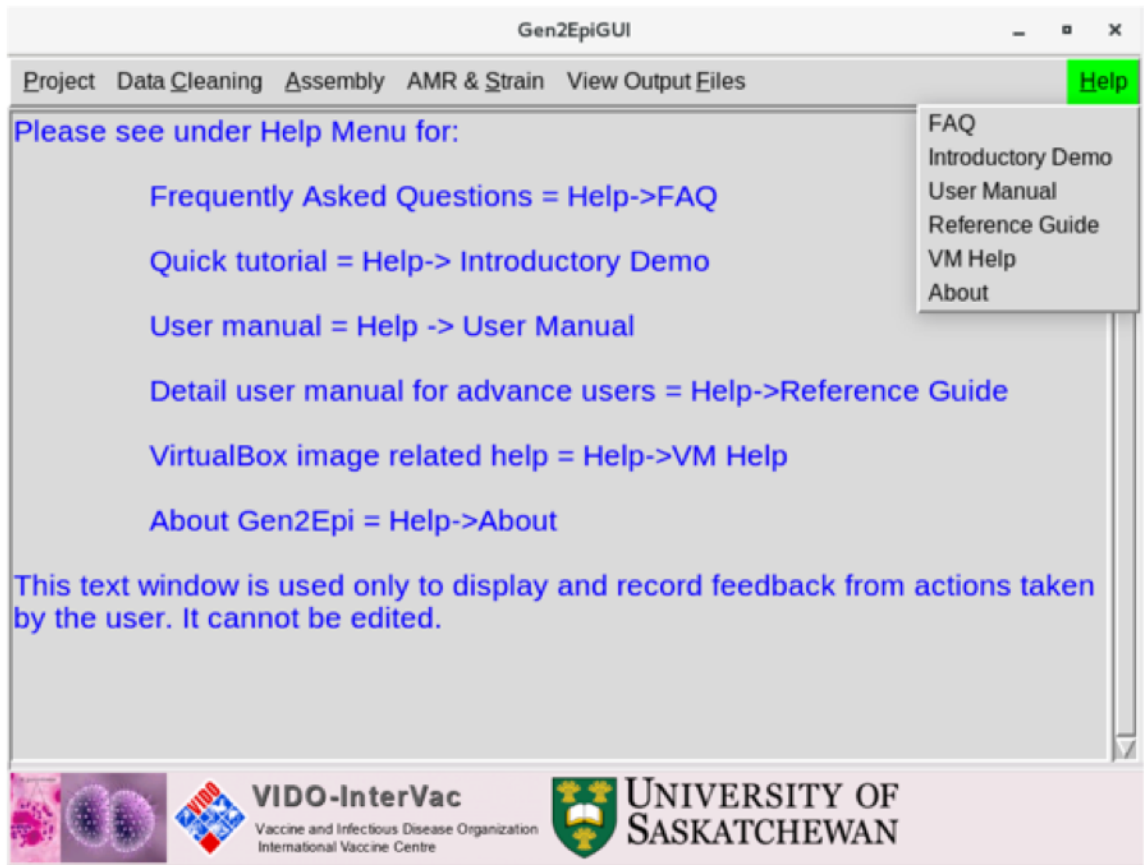 Gen2EpiGUI
Project Data Cleaning Assembly AMR & Strain View Output Files Help
FAQ
Introductory Demo
User Manual
Reference Guide
VM Help
About
Please see under Help Menu for:
Frequently Asked Questions = Help->FAQ
Quick tutorial = Help-> Introductory Demo
User manual = Help -> User Manual
Detail user manual for advance users = Help->Reference Guide
VirtualBox image related help = Help->VM Help
About Gen2Epi = Help->About
This text window is used only to display and record feedback from actions taken
by the user. It cannot be edited.
VIDO
VIDO-InterVac
Vaccine and Infectious Disease Organization
International Vaccine Centre
UNIVERSITY OF
SASKATCHEWAN